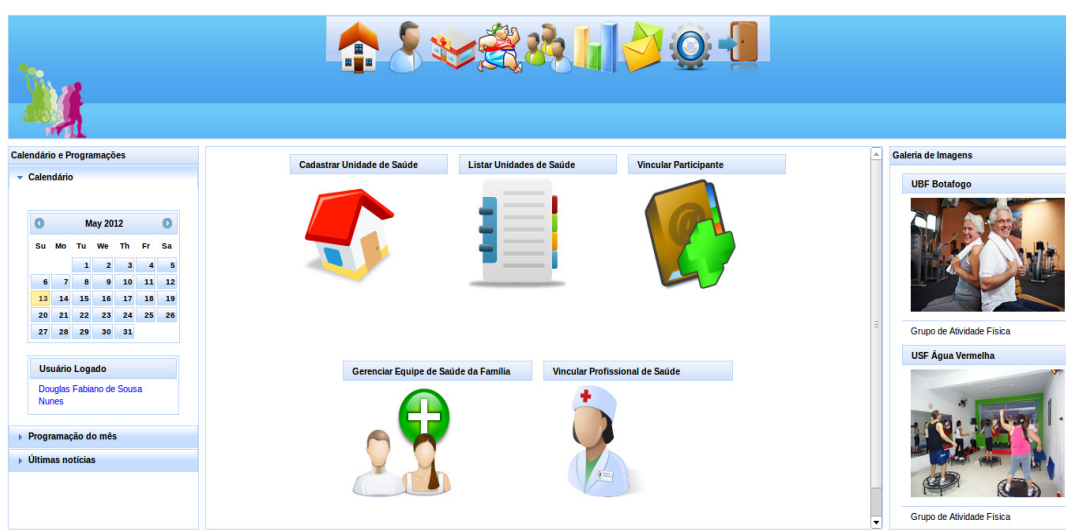 Calendário e Programações
Calendário
May 2012
Su Mo Tu We Th Fr Sa
1 2 3 4 5
6 7 8 9 10 11 12
13 14 15 16 17 18 19
20 21 22 23 24 25 26
27 28 29 30 31
Usuário Logado
Douglas Fabiano de Sousa
Nunes
Programação do mês
Últimas notícias
Cadastrar Unidade de Saúde
Listar Unidades de Saúde
Vincular Participante
Gerenciar Equipe de Saúde da Família
Vincular Profissional de Saúde
Galeria de Imagens
UBF Botafogo
Grupo de Atividade Física
USF Água Vermelha
Grupo de Atividade Física